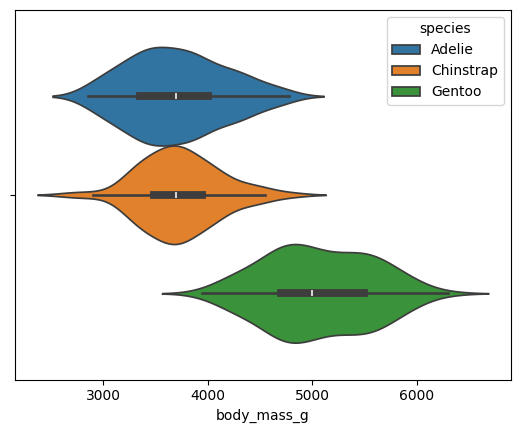 species
Adelie
Chinstrap
Gentoo
3000 4000 5000 6000
body_mass_g